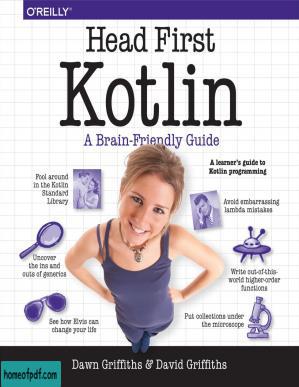 O'REILLY®
Head First
Kotlin
A Brain-Friendly Guide
A learner's guide to
Kotlin programming
Fool around
in the Kotlin
Standard
Library
Avoid embarrassing
lambda mistakes
Uncover
the ins and
outs of generics
Write out-of-this-
world higher-order
functions
See how Elvis can
change your life
Put collections under
the microscope
homeofpdf.com
Dawn Griffiths & David Griffiths